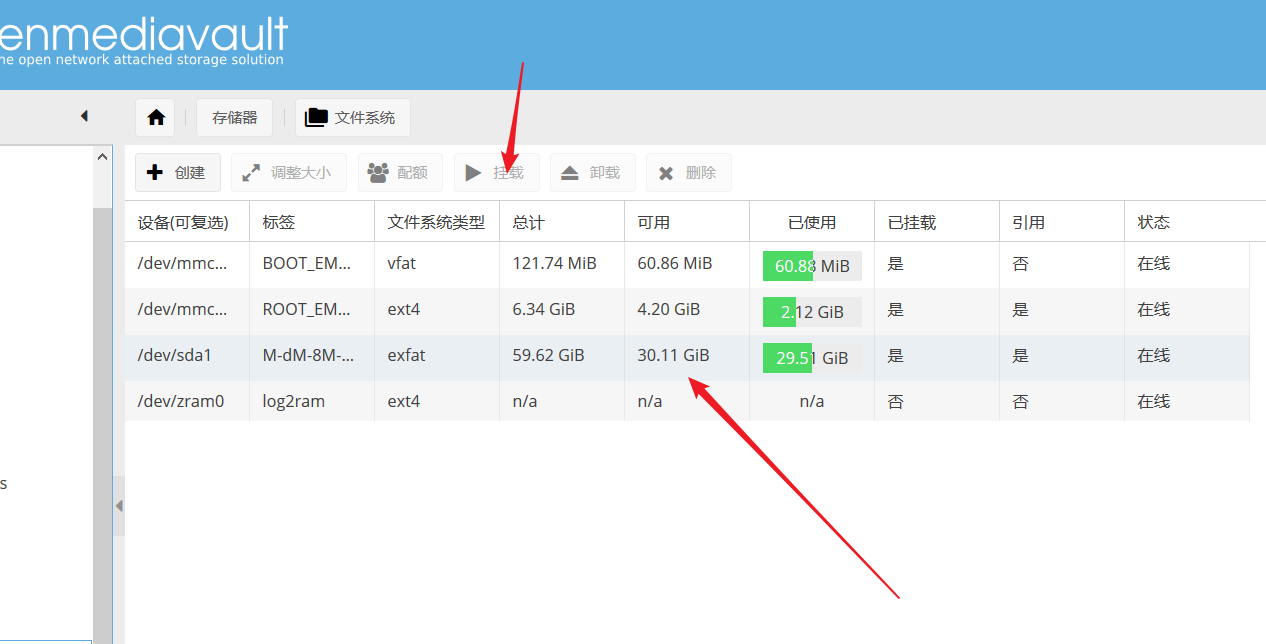 enmediavault
he open network attached storage solution
存储器 文件系统
创建 调整大小 配额 挂载 卸载 删除
设备(可复选) 标签 文件系统类型 总计 可用 已使用 已挂载 引用 状态
/dev/mmc... BOOT_EM... vfat 121.74 MiB 60.86 MiB 60.88 MiB 是 否 在线
/dev/mmc... ROOT_EM... ext4 6.34 GiB 4.20 GiB 2.12 GiB 是 是 在线
/dev/sda1 M-dM-8M-... exfat 59.62 GiB 30.11 GiB 29.51 GiB 是 是 在线
/dev/zram0 log2ram ext4 n/a n/a n/a 否 否 在线
s